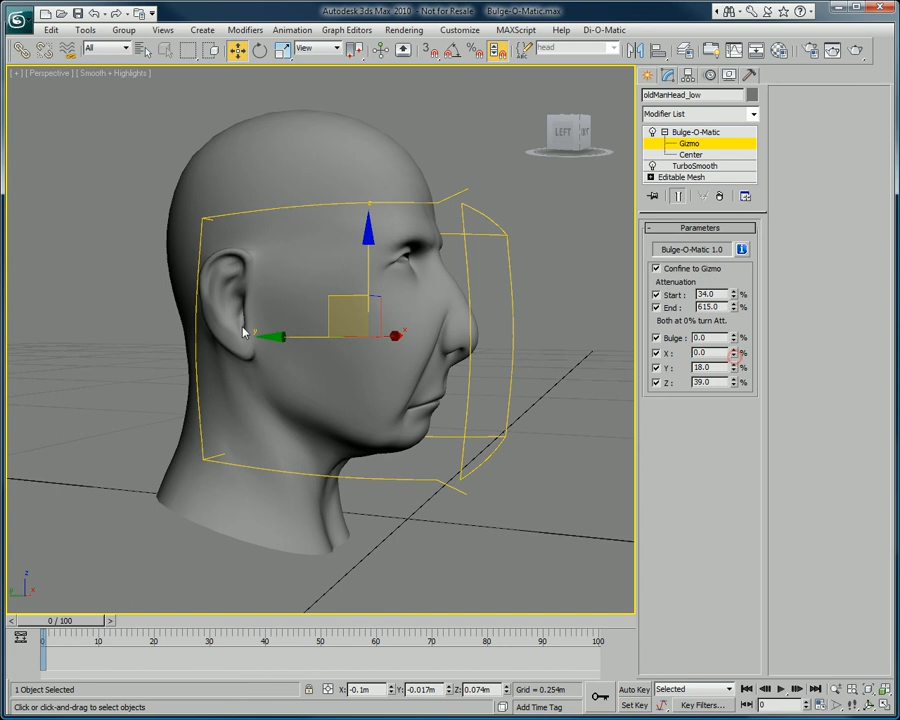 Autodesk 3ds Max 2010 - Not for Resale Bulge-O-Matic.max
Edit Tools Group Views Create Modifiers Animation Graph Editors Rendering Customize MAXScript Help Di-O-Matic
All View 3 head
[ + ] [ Perspective ] [ Smooth + Highlights ]
LEFT
oldManHead_low
Modifier List
Bulge-O-Matic
Gizmo
Center
TurboSmooth
Editable Mesh
- Parameters
Bulge-O-Matic 1.0
Confine to Gizmo
Attenuation
Start : 34.0 %
End : 615.0 %
Both at 0% turn Att.
Bulge : 0.0 %
X : 0.0 %
Y : 18.0 %
Z : 39.0 %
z
y
x
z
x
< 0 / 100 >
0 10 20 30 40 50 60 70 80 90 100
1 Object Selected X: -0.1m Y: -0.017m Z: 0.074m Grid = 0.254m Auto Key Selected
Click or click-and-drag to select objects Add Time Tag Set Key Key Filters... 0